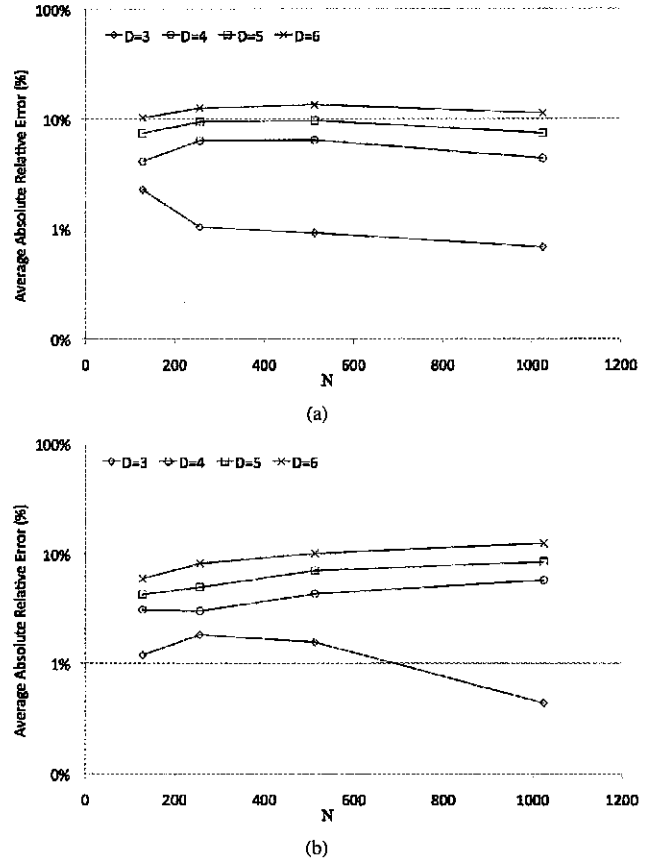 100%
D=3 D=4 D=5 D=6
10%
1%
0%
Average Absolute Relative Error (%)
0 200 400 600 800 1000 1200
N
(a)
100%
D=3 D=4 D=5 D=6
10%
1%
0%
Average Absolute Relative Error (%)
0 200 400 600 800 1000 1200
N
(b)